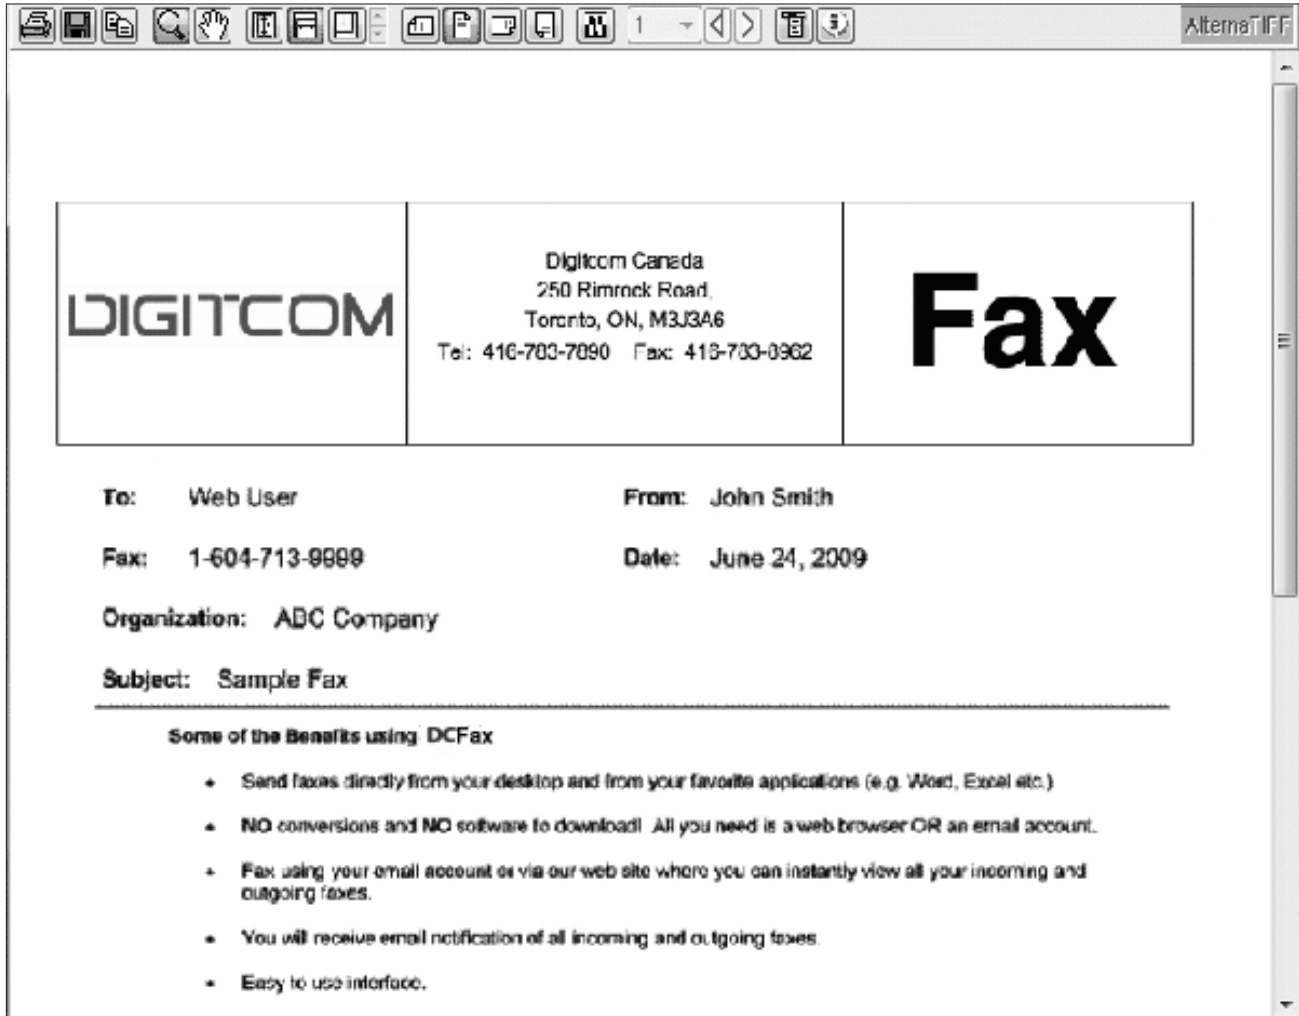 1
AlternaTIFF
DIGITCOM
Digitcom Canada
250 Rimrock Road,
Toronto, ON, M3J3A6
Tel: 416-783-7890 Fax: 416-783-8962
Fax
To: Web User
From: John Smith
Fax: 1-604-713-9999
Date: June 24, 2009
Organization: ABC Company
Subject: Sample Fax
Some of the Benefits using DCFax
• Send faxes directly from your desktop and from your favorite applications (e.g. Word, Excel etc.)
• NO conversions and NO software to download! All you need is a web browser OR an email account.
• Fax using your email account or via our web site where you can instantly view all your incoming and
outgoing faxes.
• You will receive email notification of all incoming and outgoing faxes.
• Easy to use interface.